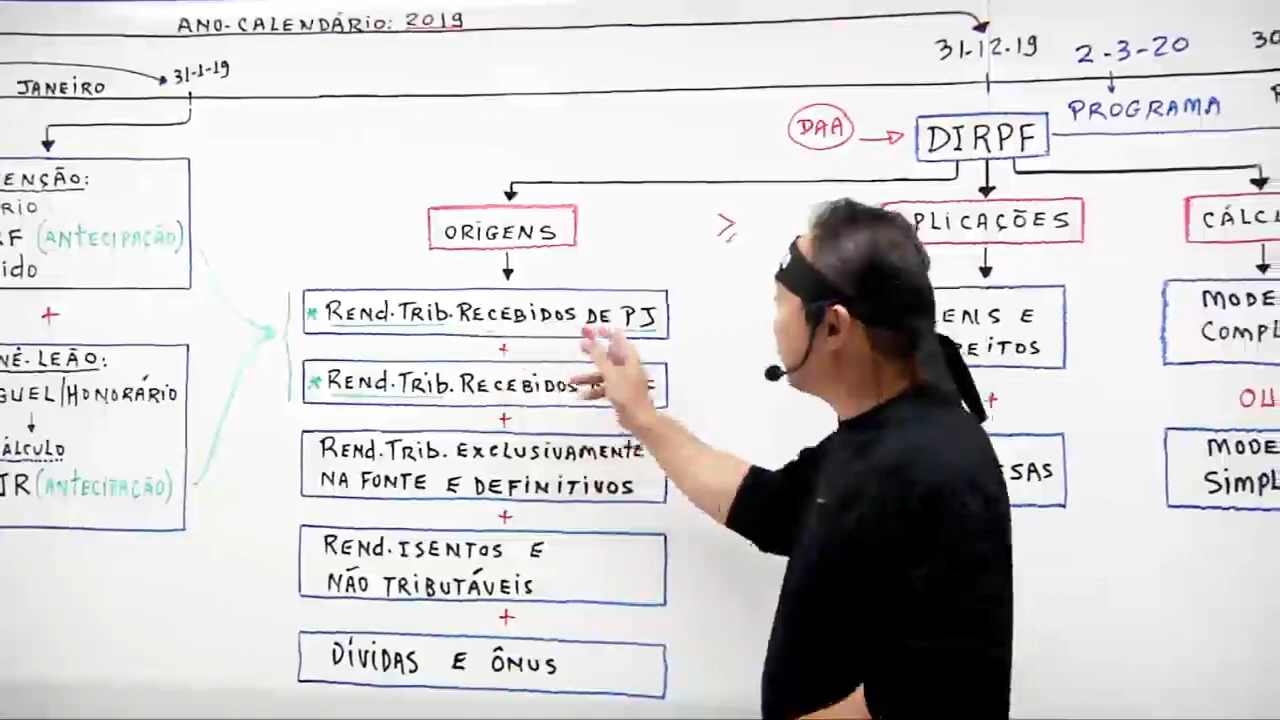 ANO-CALENDÁRIO: 2019
31-12-19
2-3-20
30
JANEIRO
31-1-19
PROGRAMA
DAA
DIRPF
ENÇÃO:
RIO
RF (ANTECIPAÇÃO)
ido
+
NÊ-LEÃO:
GUEL/HONORÁRIO
ÁLCULO
IR (ANTECIPAÇÃO)
ORIGENS
≥
PLICAÇÕES
CÁLC
* REND.TRIB.RECEBIDOS DE PJ
+
* REND.TRIB.RECEBIDOS
+
REND.TRIB.EXCLUSIVAMENTE
NA FONTE E DEFINITIVOS
+
REND.ISENTOS E
NÃO TRIBUTÁVEIS
+
DÍVIDAS E ÔNUS
ENS E
REITOS
+
SAS
MODE
COMPL
OU
MODE
SIMPL